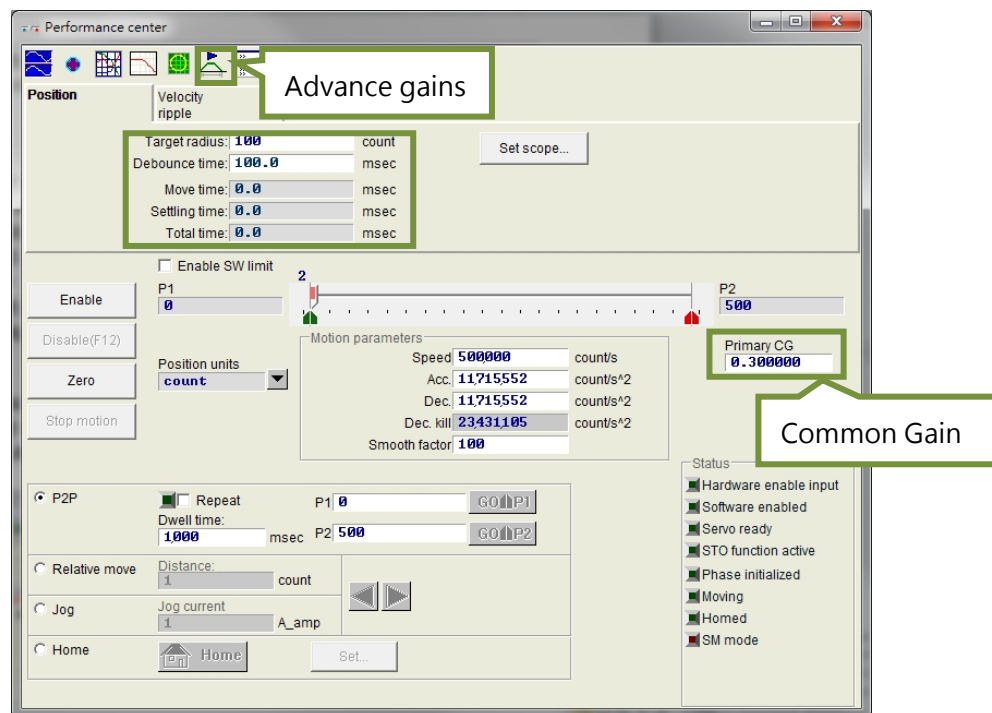 Performance center
Advance gains
Position
Velocity
ripple
Target radius: 100 count
Debounce time: 100.0 msec
Move time: 0.0 msec
Settling time: 0.0 msec
Total time: 0.0 msec
Set scope...
Enable SW limit
2
P1
0
P2
500
Enable
Disable(F12)
Zero
Stop motion
Position units
count
Motion parameters
Speed 500,000 count/s
Acc. 11,715,552 count/s^2
Dec. 11,715,552 count/s^2
Dec. kill 23,431,105 count/s^2
Smooth factor 100
Primary CG
0.300000
Common Gain
P2P
Repeat
Dwell time:
1,000 msec
P1 0 GO P1
P2 500 GO P2
Relative move
Distance:
1 count
Jog
Jog current
1 A_amp
Home
Home
Set...
Status
Hardware enable input
Software enabled
Servo ready
STO function active
Phase initialized
Moving
Homed
SM mode